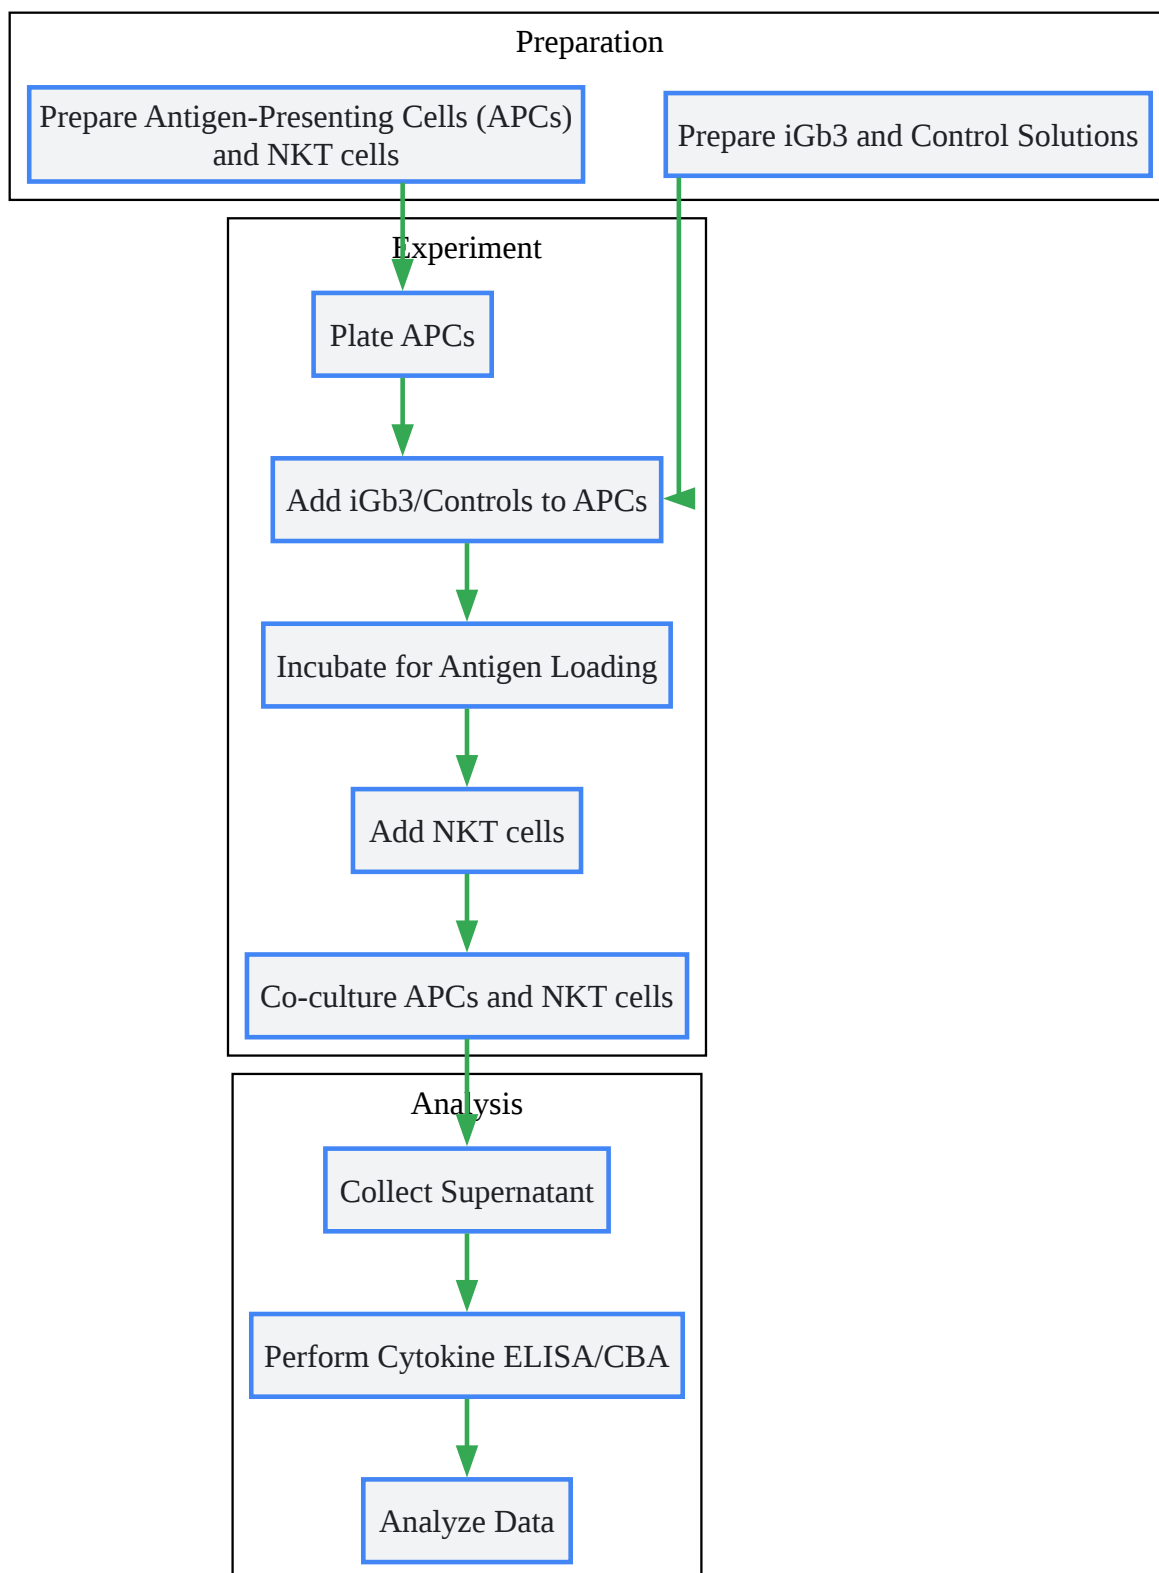 Preparation
Prepare Antigen-Presenting Cells (APCs)
and NKT cells
Prepare iGb3 and Control Solutions
Experiment
Plate APCs
Add iGb3/Controls to APCs
Incubate for Antigen Loading
Add NKT cells
Co-culture APCs and NKT cells
Analysis
Collect Supernatant
Perform Cytokine ELISA/CBA
Analyze Data